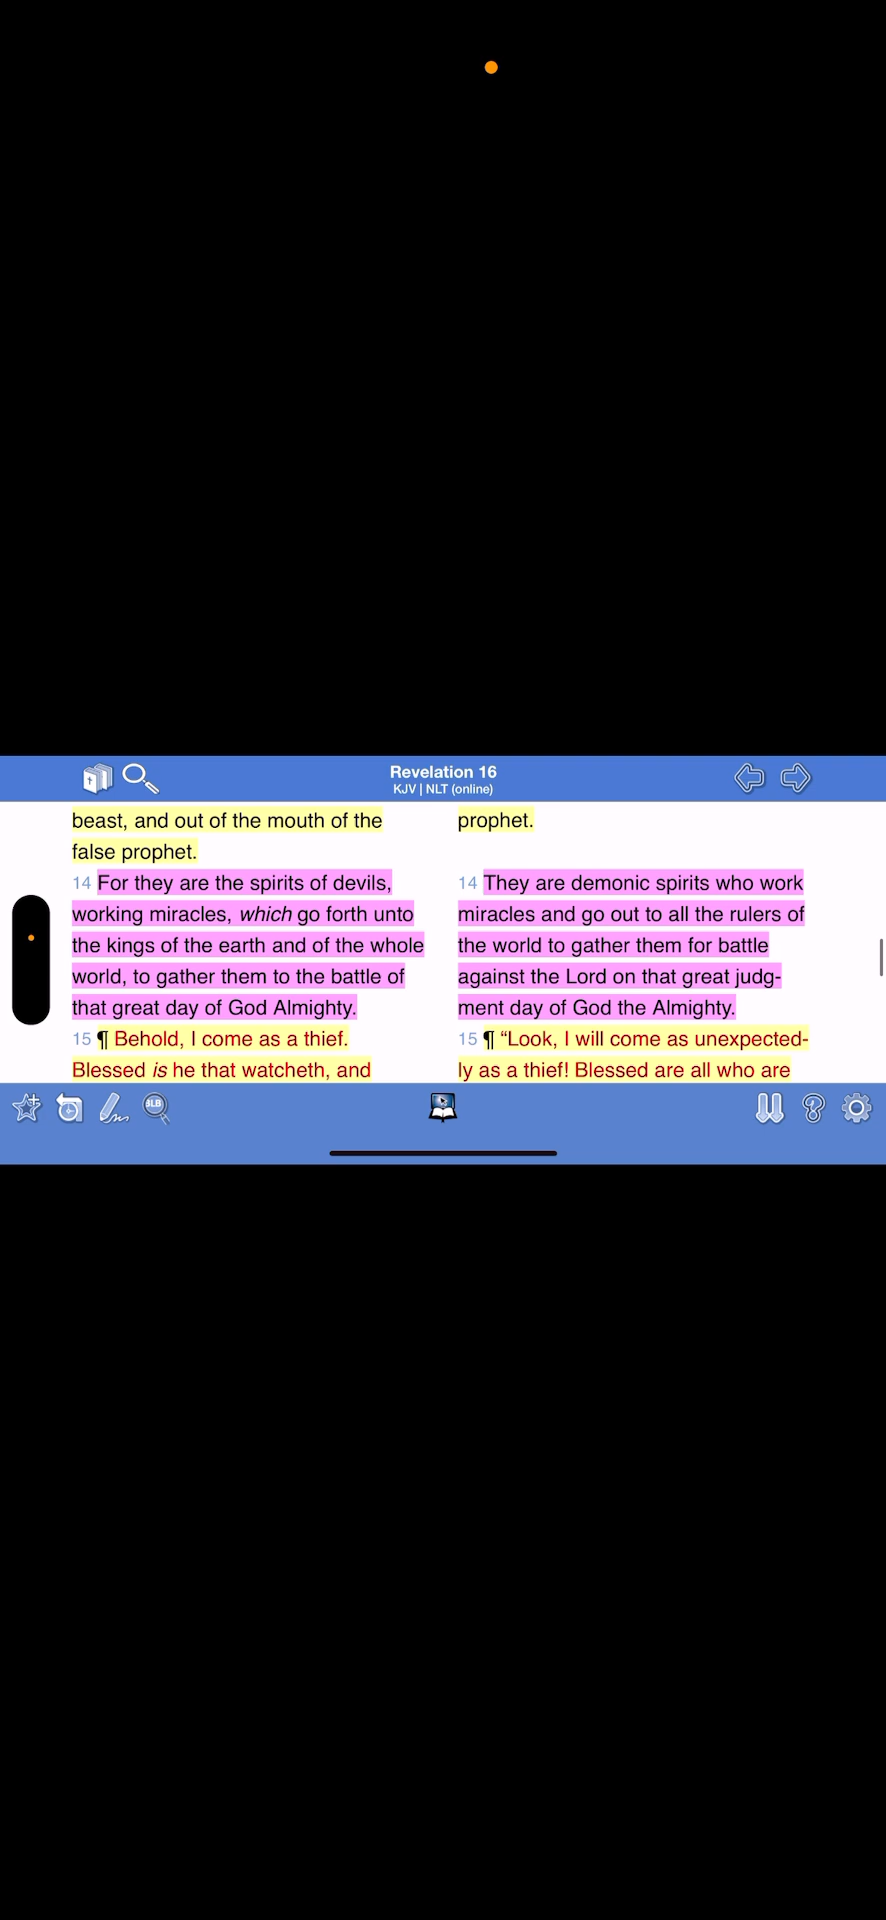 Revelation 16
KJV | NLT (online)
beast, and out of the mouth of the
false prophet.
14 For they are the spirits of devils,
working miracles, which go forth unto
the kings of the earth and of the whole
world, to gather them to the battle of
that great day of God Almighty.
15 ¶ Behold, I come as a thief.
Blessed is he that watcheth, and
prophet.
14 They are demonic spirits who work
miracles and go out to all the rulers of
the world to gather them for battle
against the Lord on that great judg-
ment day of God the Almighty.
15 ¶ “Look, I will come as unexpected-
ly as a thief! Blessed are all who are
BLB